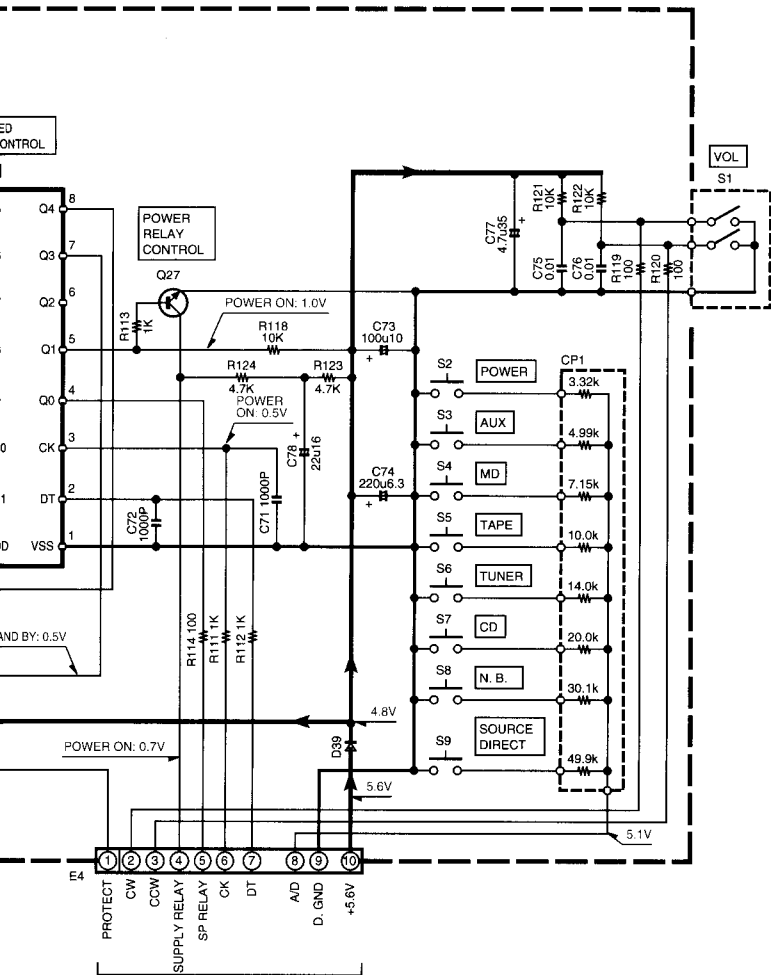 ED
ONTROL
VOL
S1
8
Q4
7
Q3
6
Q2
5
Q1
4
Q0
3
CK
2
DT
1
VSS
0
1
D
POWER
RELAY
CONTROL
Q27
R113
1K
POWER ON: 1.0V
R118
10K
C73
100u10
+
R124
4.7K
R123
4.7K
POWER
ON: 0.5V
C78
22u16
+
C77
4.7u35
+
R121
10K
R122
10K
C75
0.01
C76
0.01
R119
100
R120
100
C74
220u6.3
+
C72
1000P
C71 1000P
S2
POWER
S3
AUX
S4
MD
S5
TAPE
S6
TUNER
S7
CD
S8
N. B.
S9
SOURCE
DIRECT
CP1
3.32k
4.99k
7.15k
10.0k
14.0k
20.0k
30.1k
49.9k
R114 100
R111 1K
R112 1K
AND BY: 0.5V
4.8V
D39
POWER ON: 0.7V
5.6V
5.1V
E4
1
2
3
4
5
6
7
8
9
10
PROTECT
CW
CCW
SUPPLY RELAY
SP RELAY
CK
DT
A/D
D. GND
+5.6V